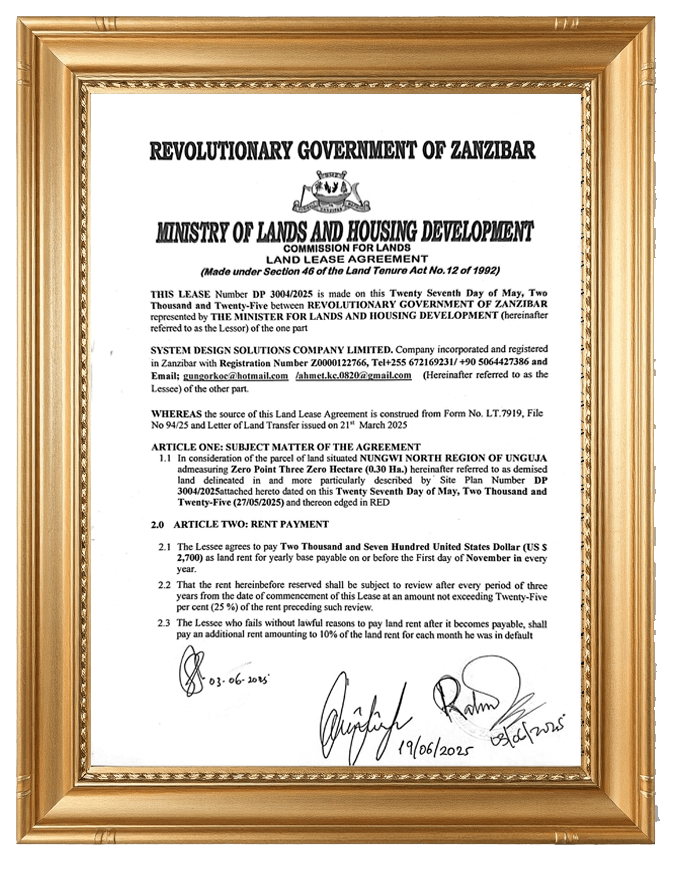 REVOLUTIONARY GOVERNMENT OF ZANZIBAR
MINISTRY OF LANDS AND HOUSING DEVELOPMENT
COMMISSION FOR LANDS
LAND LEASE AGREEMENT
(Made under Section 46 of the Land Tenure Act No.12 of 1992)
THIS LEASE Number DP 3004/2025 is made on this Twenty Seventh Day of May, Two
Thousand and Twenty-Five between REVOLUTIONARY GOVERNMENT OF ZANZIBAR
represented by THE MINISTER FOR LANDS AND HOUSING DEVELOPMENT (hereinafter
referred to as the Lessor) of the one part
SYSTEM DESIGN SOLUTIONS COMPANY LIMITED. Company incorporated and registered
in Zanzibar with Registration Number Z0000122766, Tel+255 672169231/ +90 5064427386 and
Email; gungorkoc@hotmail.com /ahmet.kc.0820@gmail.com (Hereinafter referred to as the
Lessee) of the other part.
WHEREAS the source of this Land Lease Agreement is construed from Form No. LT.7919, File
No 94/25 and Letter of Land Transfer issued on 21st March 2025
ARTICLE ONE: SUBJECT MATTER OF THE AGREEMENT
1.1 In consideration of the parcel of land situated NUNGWI NORTH REGION OF UNGUJA
admeasuring Zero Point Three Zero Hectare (0.30 Ha.) hereinafter referred to as demised
land delineated in and more particularly described by Site Plan Number DP
3004/2025attached hereto dated on this Twenty Seventh Day of May, Two Thousand and
Twenty-Five (27/05/2025) and thereon edged in RED
2.0 ARTICLE TWO: RENT PAYMENT
2.1 The Lessee agrees to pay Two Thousand and Seven Hundred United States Dollar (US $
2,700) as land rent for yearly base payable on or before the First day of November in every
year.
2.2 That the rent hereinbefore reserved shall be subject to review after every period of three
years from the date of commencement of this Lease at an amount not exceeding Twenty-Five
per cent (25 %) of the rent preceding such review.
2.3 The Lessee who fails without lawful reasons to pay land rent after it becomes payable, shall
pay an additional rent amounting to 10% of the land rent for each month he was in default
03-06-2025
19/06/2025
03/06/2025